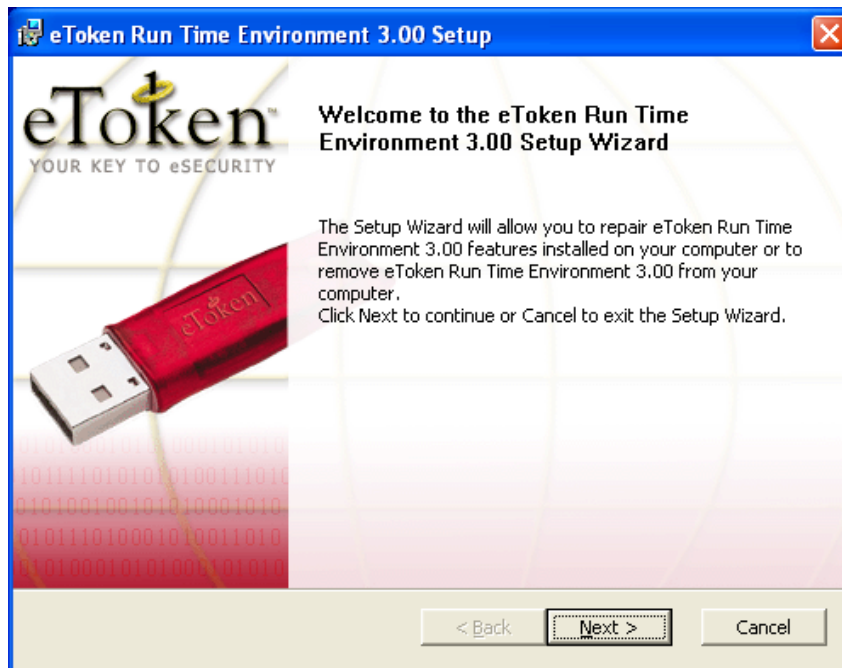 eToken Run Time Environment 3.00 Setup
eToken™
YOUR KEY TO eSECURITY
Welcome to the eToken Run Time
Environment 3.00 Setup Wizard
The Setup Wizard will allow you to repair eToken Run Time
Environment 3.00 features installed on your computer or to
remove eToken Run Time Environment 3.00 from your
computer.
Click Next to continue or Cancel to exit the Setup Wizard.
eToken
< Back
Next >
Cancel